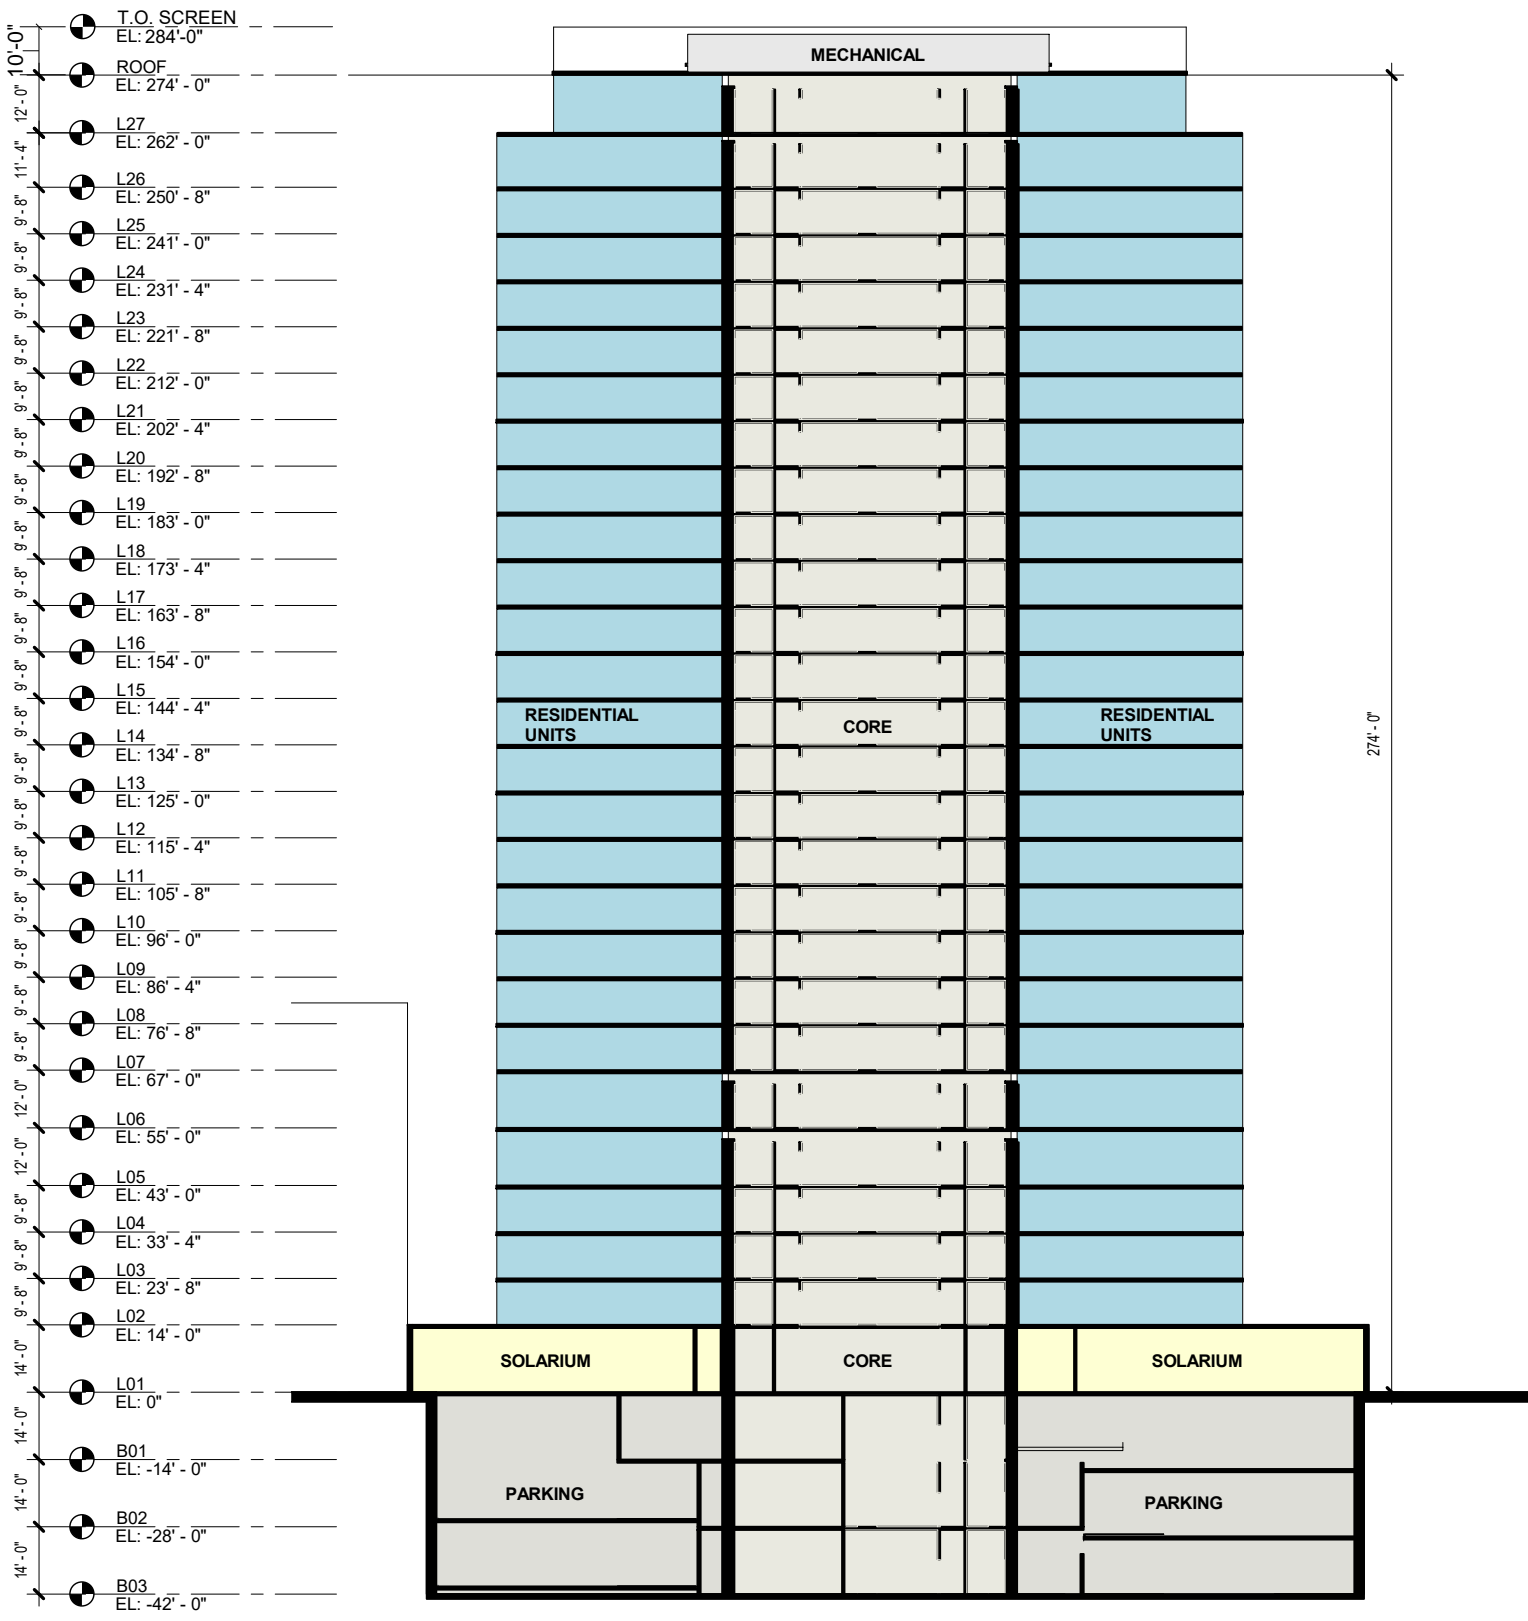 T.O. SCREEN
EL: 284'-0"
10'-0"
MECHANICAL
ROOF
EL: 274' - 0"
12' - 0"
L27
EL: 262' - 0"
11' - 4"
L26
EL: 250' - 8"
9' - 8"
L25
EL: 241' - 0"
9' - 8"
L24
EL: 231' - 4"
9' - 8"
L23
EL: 221' - 8"
9' - 8"
L22
EL: 212' - 0"
9' - 8"
L21
EL: 202' - 4"
9' - 8"
L20
EL: 192' - 8"
9' - 8"
L19
EL: 183' - 0"
9' - 8"
L18
EL: 173' - 4"
9' - 8"
L17
EL: 163' - 8"
9' - 8"
L16
EL: 154' - 0"
9' - 8"
L15
EL: 144' - 4"
9' - 8"
RESIDENTIAL
UNITS
CORE
RESIDENTIAL
UNITS
274' - 0"
L14
EL: 134' - 8"
9' - 8"
L13
EL: 125' - 0"
9' - 8"
L12
EL: 115' - 4"
9' - 8"
L11
EL: 105' - 8"
9' - 8"
L10
EL: 96' - 0"
9' - 8"
L09
EL: 86' - 4"
9' - 8"
L08
EL: 76' - 8"
9' - 8"
L07
EL: 67' - 0"
12' - 0"
L06
EL: 55' - 0"
12' - 0"
L05
EL: 43' - 0"
9' - 8"
L04
EL: 33' - 4"
9' - 8"
L03
EL: 23' - 8"
9' - 8"
L02
EL: 14' - 0"
14' - 0"
SOLARIUM
CORE
SOLARIUM
L01
EL: 0"
14' - 0"
B01
EL: -14' - 0"
14' - 0"
PARKING
PARKING
B02
EL: -28' - 0"
14' - 0"
B03
EL: -42' - 0"